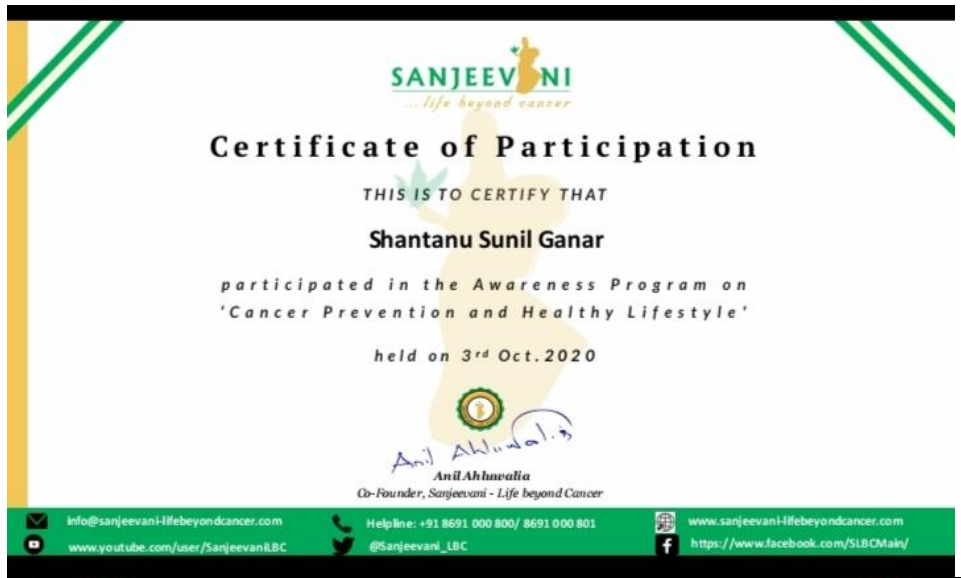 SANJEEVANI
... life beyond cancer
Certificate of Participation
THIS IS TO CERTIFY THAT
Shantanu Sunil Ganar
participated in the Awareness Program on
‘Cancer Prevention and Healthy Lifestyle’
held on 3rd Oct.2020
Anil Ahluwalia
Anil Ahluwalia
Co-Founder, Sanjeevani - Life beyond Cancer
info@sanjeevani-lifebeyondcancer.com
Helpline: +91 8691 000 800/ 8691 000 801
www.sanjeevani-lifebeyondcancer.com
www.youtube.com/user/SanjeevaniLBC
@Sanjeevani_LBC
https://www.facebook.com/SLBCMain/